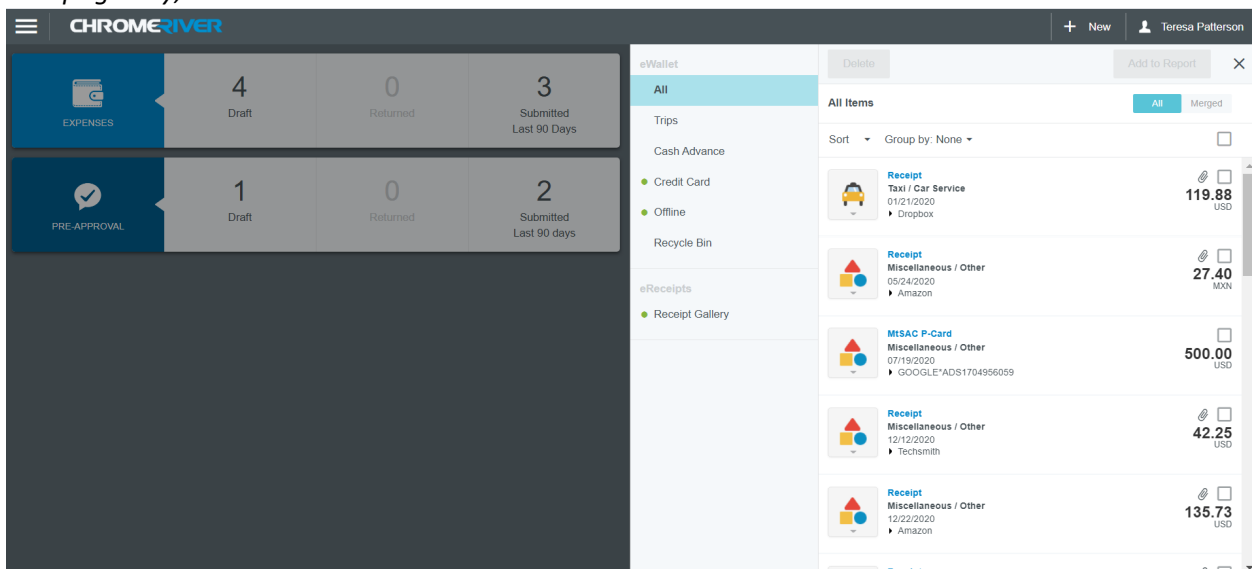 CHROMERIVER
+ New
Teresa Patterson
EXPENSES
4
Draft
0
Returned
3
Submitted
Last 90 Days
PRE-APPROVAL
1
Draft
0
Returned
2
Submitted
Last 90 days
eWallet
All
Trips
Cash Advance
Credit Card
Offline
Recycle Bin
eReceipts
Receipt Gallery
Delete
Add to Report
All Items
All Merged
Sort Group by: None
Receipt
Taxi / Car Service
01/21/2020
Dropbox
119.88
USD
Receipt
Miscellaneous / Other
05/24/2020
Amazon
27.40
MXN
MtSAC P-Card
Miscellaneous / Other
07/19/2020
GOOGLE*ADS1704956059
500.00
USD
Receipt
Miscellaneous / Other
12/12/2020
Techsmith
42.25
USD
Receipt
Miscellaneous / Other
12/22/2020
Amazon
135.73
USD